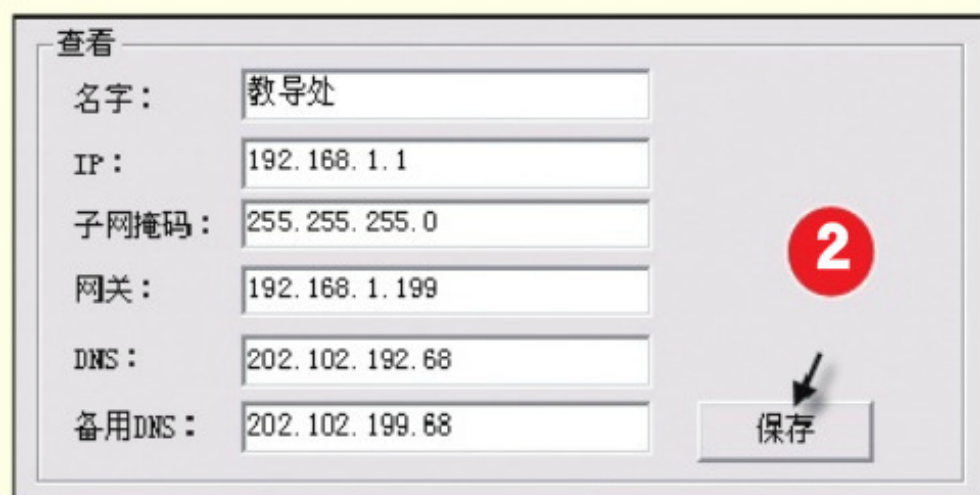 查看
名字： 教导处
IP： 192.168.1.1
子网掩码： 255.255.255.0
网关： 192.168.1.199
DNS： 202.102.192.68
备用DNS： 202.102.199.68
2
保存